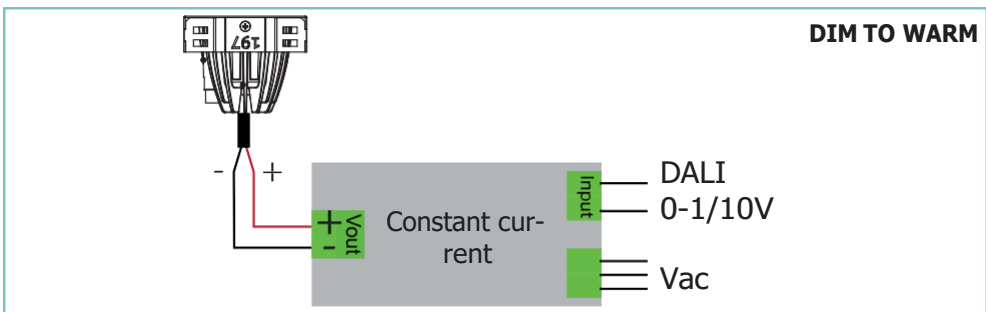 DIM TO WARM
197
- +
DALI
0-1/10V
Input
Constant cur-
rent
+ -
Vout
Vac